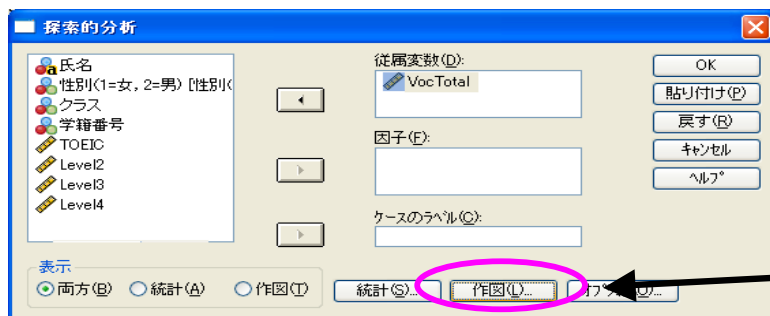 探索的分析
氏名
性別(1=女, 2=男) [性別(
クラス
学籍番号
TOEIC
Level2
Level3
Level4
従属変数(D):
VocTotal
因子(F):
ケースのラベル(C):
OK
貼り付け(P)
戻す(R)
キャンセル
ヘルプ
表示
両方(B) 統計(A) 作図(T)
統計(S)... 作図(L)...